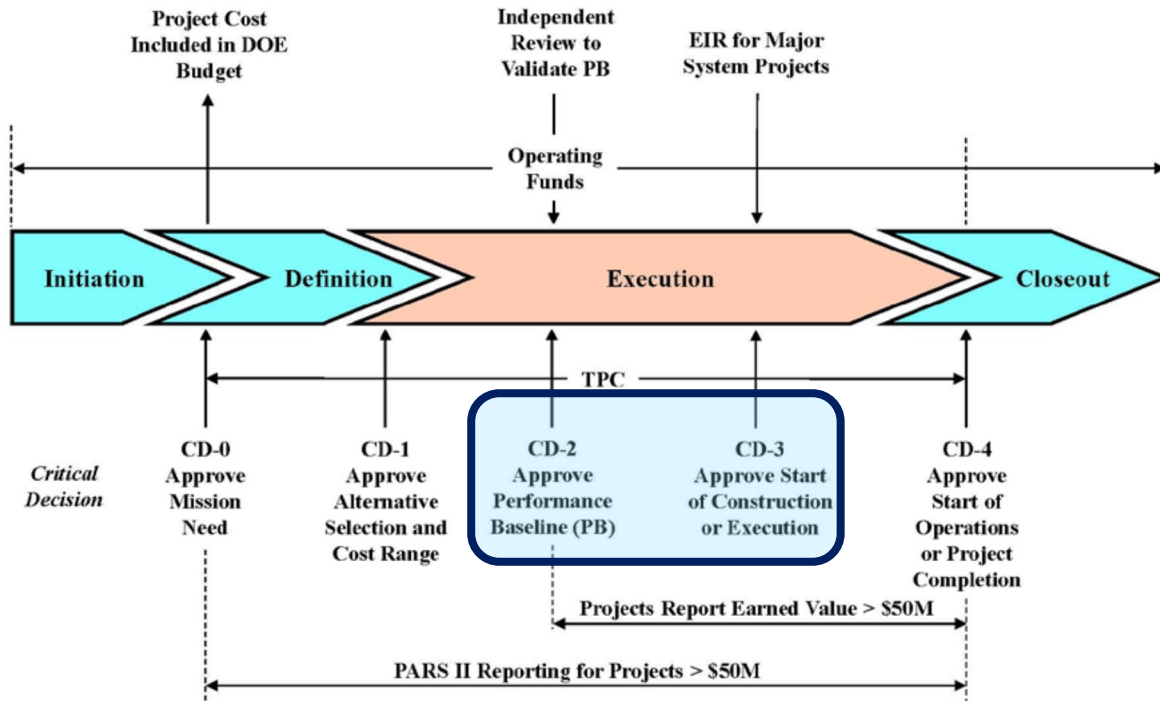 Project Cost
Included in DOE
Budget
Independent
Review to
Validate PB
EIR for Major
System Projects
Operating
Funds
Initiation
Definition
Execution
Closeout
TPC
Critical
Decision
CD-0
Approve
Mission
Need
CD-1
Approve
Alternative
Selection and
Cost Range
CD-2
Approve
Performance
Baseline (PB)
CD-3
Approve Start
of Construction
or Execution
CD-4
Approve
Start of
Operations
or Project
Completion
Projects Report Earned Value > $50M
PARS II Reporting for Projects > $50M